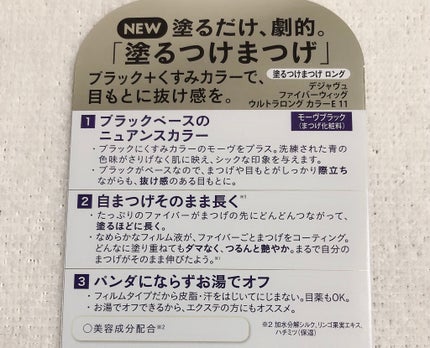 NEW 塗るだけ、劇的。
「塗るつけまつげ」
ブラック+くすみカラーで、
目もとに抜け感を。
塗るつけまつげ ロング
デジャヴュ
ファイバーウィッグ
ウルトラロング カラーE 11
1 ブラックベースの
ニュアンスカラー
モーヴブラック
(まつげ化粧料)
・ブラックにくすみカラーのモーヴをプラス。洗練された青の
色味がさりげなく肌に映え、シックな印象を与えます。
・ブラックがベースなので、まつげや目もとがしっかり際立ち
ながらも、抜け感のある目もとに。
2 自まつげそのまま長く※1
・たっぷりのファイバーがまつげの先にどんどんつながって、
塗るほどに長く。
・なめらかなフィルム液が、ファイバーごとまつげをコーティング。
どんなに塗り重ねてもダマなく、つるんと艶やか。まるで自分の
まつげがそのまま伸びたよう。※1
3 パンダにならずお湯でオフ
・フィルムタイプだから皮脂・汗をはじいてにじまない。目薬もOK。
・お湯でオフできるから、エクステの方にもオススメ。
○美容成分配合※2
※2 加水分解シルク、リンゴ果実エキス、
ハチミツ(保湿)